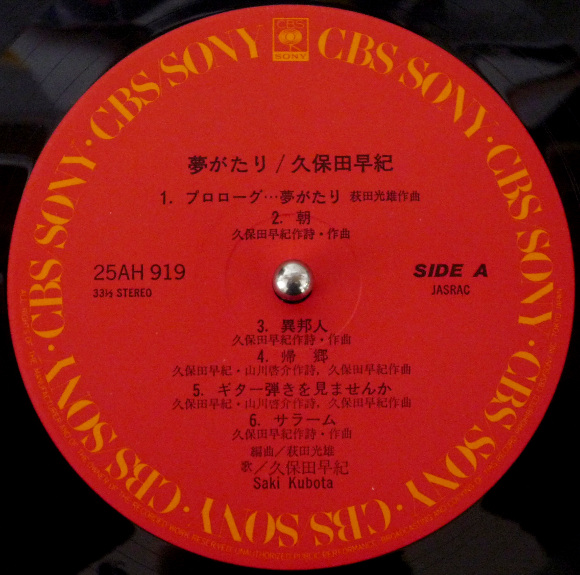 CBS
SONY
CBS SONY · CBS SONY · CBS SONY · CBS SONY · CBS SONY · CBS SONY · CBS SONY · CBS/SONY
夢がたり/久保田早紀
1. プロローグ…夢がたり 萩田光雄作曲
2. 朝
久保田早紀作詩・作曲
25AH 919
33⅓ STEREO
SIDE A
JASRAC
3. 異邦人
久保田早紀作詩・作曲
4. 帰 郷
久保田早紀・山川啓介作詩, 久保田早紀作曲
5. ギター弾きを見ませんか
久保田早紀・山川啓介作詩, 久保田早紀作曲
6. サラーム
久保田早紀作詩・作曲
編曲/萩田光雄
歌/久保田早紀
Saki Kubota